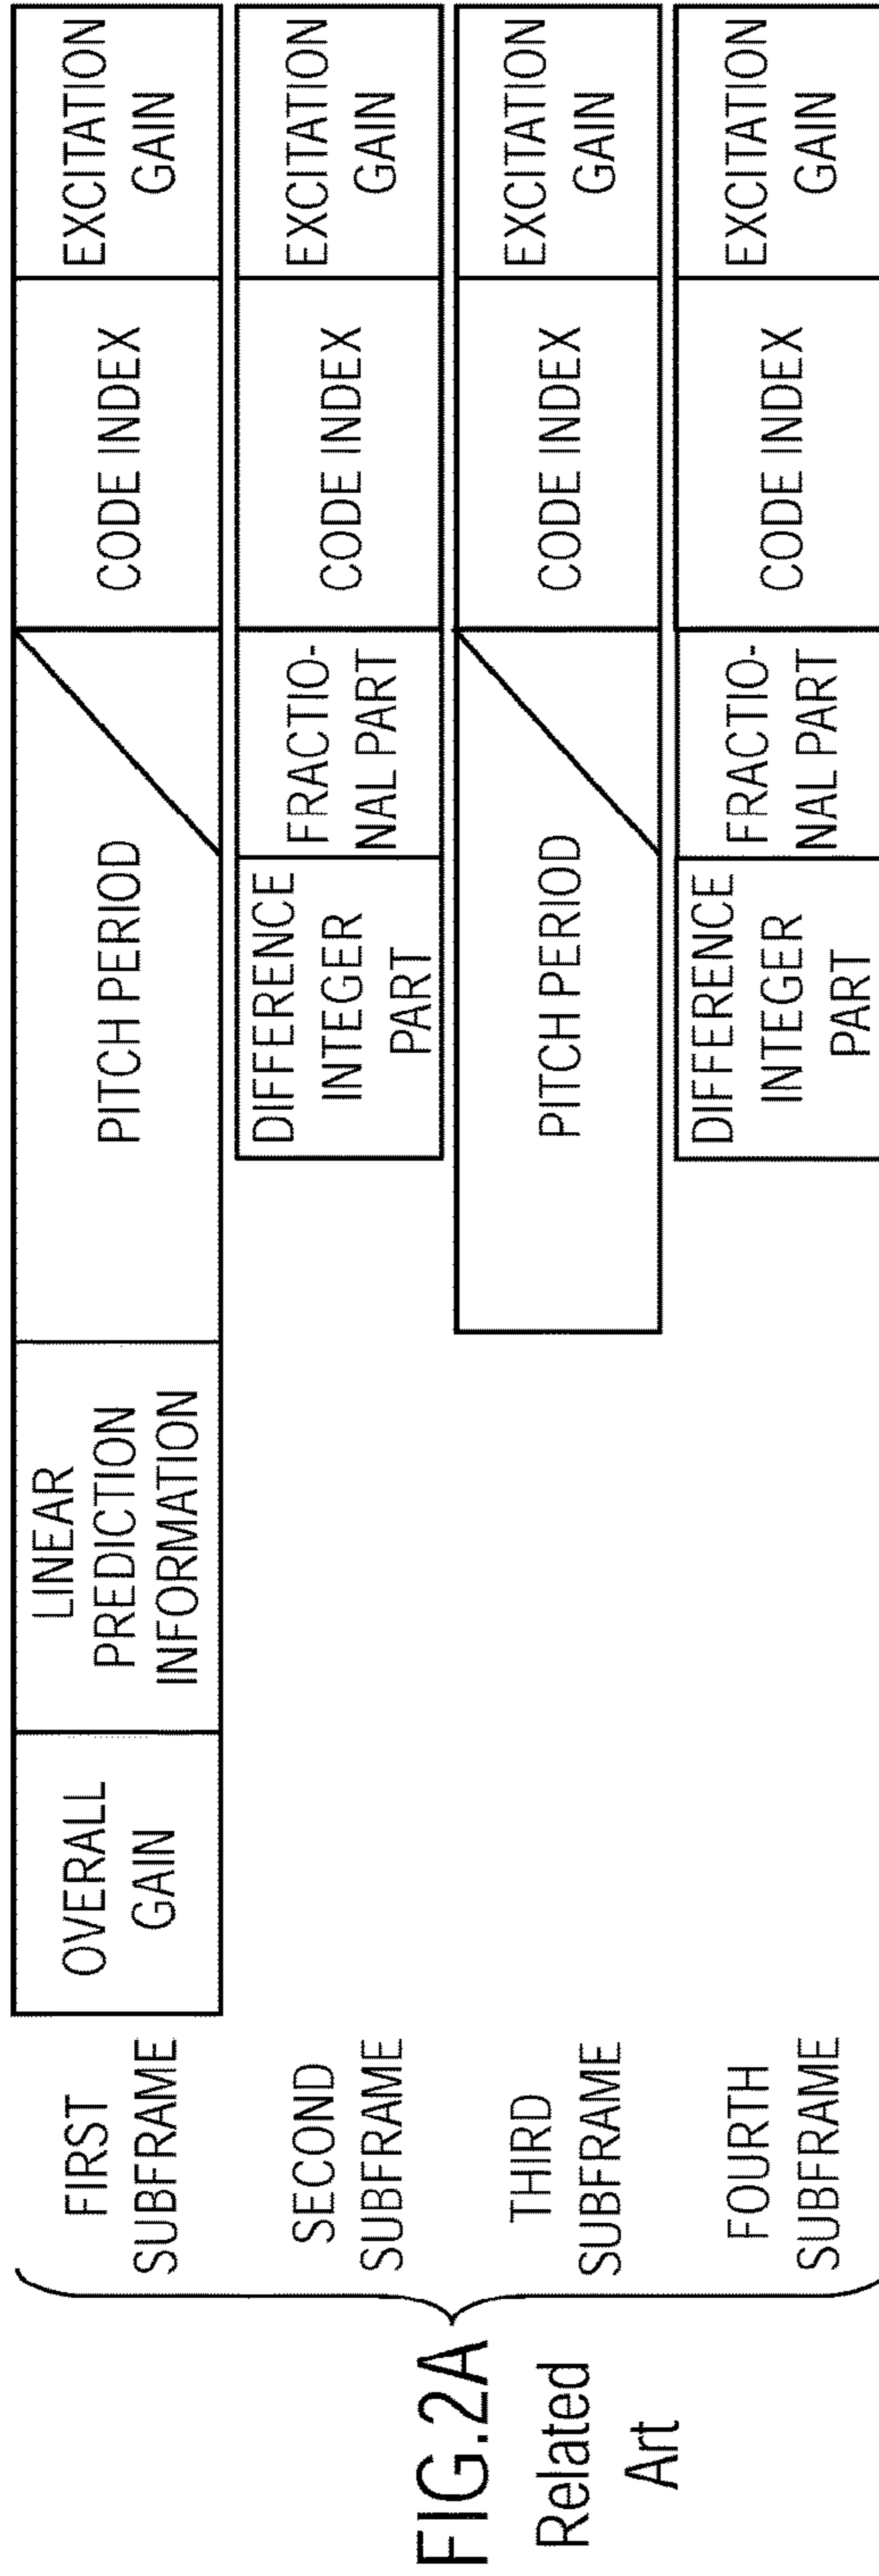 FIG.2A
Related
Art
FIRST
SUBFRAME
OVERALL
GAIN
LINEAR
PREDICTION
INFORMATION
PITCH PERIOD
CODE INDEX
EXCITATION
GAIN
SECOND
SUBFRAME
DIFFERENCE
INTEGER
PART
FRACTIO-
NAL PART
CODE INDEX
EXCITATION
GAIN
THIRD
SUBFRAME
PITCH PERIOD
CODE INDEX
EXCITATION
GAIN
FOURTH
SUBFRAME
DIFFERENCE
INTEGER
PART
FRACTIO-
NAL PART
CODE INDEX
EXCITATION
GAIN